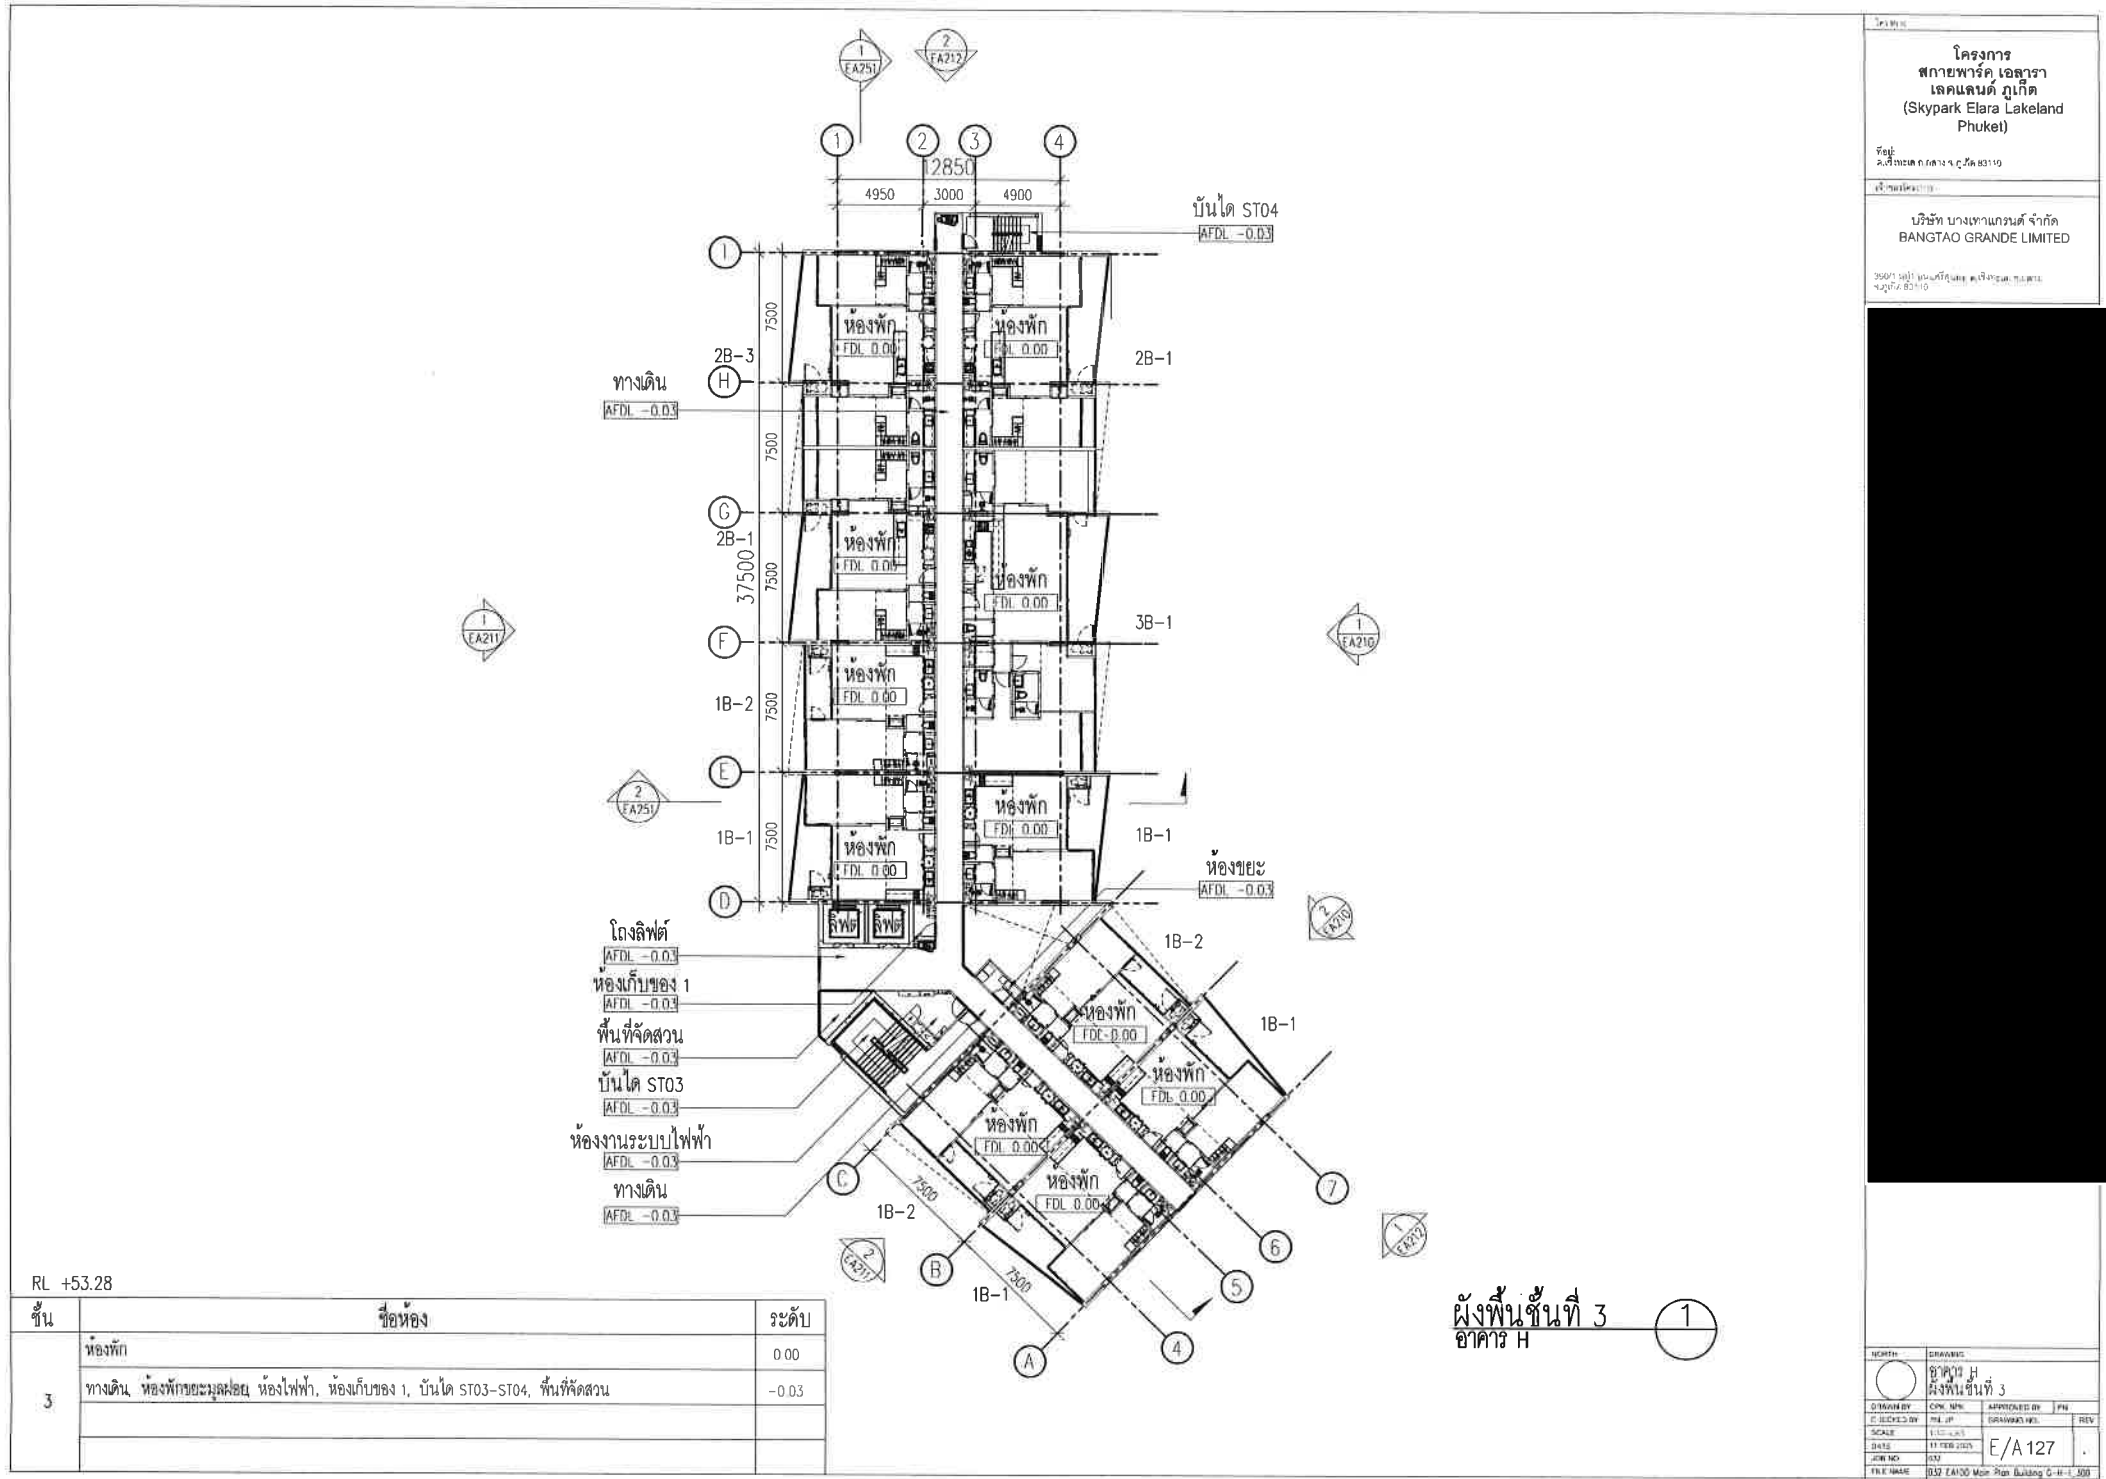 1
EA251
2
EA212
1
2
3
4
12850
4950
3000
4900
บันได ST04
AFDL -0.03
I
7500
ห้องพัก
FDL 0.00
ห้องพัก
FDL 0.00
2B-3
2B-1
H
ทางเดิน
AFDL -0.03
7500
G
2B-1
ห้องพัก
FDL 0.00
37500
7500
ห้องพัก
FDL 0.00
1
EA211
3B-1
1
EA210
F
ห้องพัก
FDL 0.00
1B-2
7500
E
2
EA251
ห้องพัก
FDL 0.00
1B-1
7500
1B-1
ห้องพัก
FDL 0.00
ห้องขยะ
AFDL -0.03
D
ลิฟต์
ลิฟต์
2
EA210
โถงลิฟต์
AFDL -0.03
1B-2
ห้องเก็บของ 1
AFDL -0.03
ห้องพัก
FDL 0.00
1B-1
พื้นที่จัดสวน
AFDL -0.03
ห้องพัก
FDL 0.00
บันได ST03
AFDL -0.03
ห้องพัก
FDL 0.00
ห้องงานระบบไฟฟ้า
AFDL -0.03
C
ห้องพัก
FDL 0.00
7
ทางเดิน
AFDL -0.03
7500
1B-2
2
EA211
B
6
1
EA212
7500
1B-1
5
A
4
RL +53.28
ชั้น ชื่อห้อง ระดับ
ห้องพัก 0.00
3 ทางเดิน, ห้องพักขยะมูลฝอย, ห้องไฟฟ้า, ห้องเก็บของ 1, บันได ST03-ST04, พื้นที่จัดสวน -0.03
ผังพื้นชั้นที่ 3
อาคาร H
1
โครงการ
สกายพาร์ค เอลารา
เลคแลนด์ ภูเก็ต
(Skypark Elara Lakeland
Phuket)
ที่อยู่:
83110
บริษัท บางเทาแกรนด์ จำกัด
BANGTAO GRANDE LIMITED
NORTH DRAWING
อาคาร H
ผังพื้นชั้นที่ 3
DRAWN BY APPROVED BY PN
CHECKED BY DRAWING NO. REV
SCALE
DATE
E/A127
JOB NO 032
FILE NAME 032 EA100 Main Plan Building